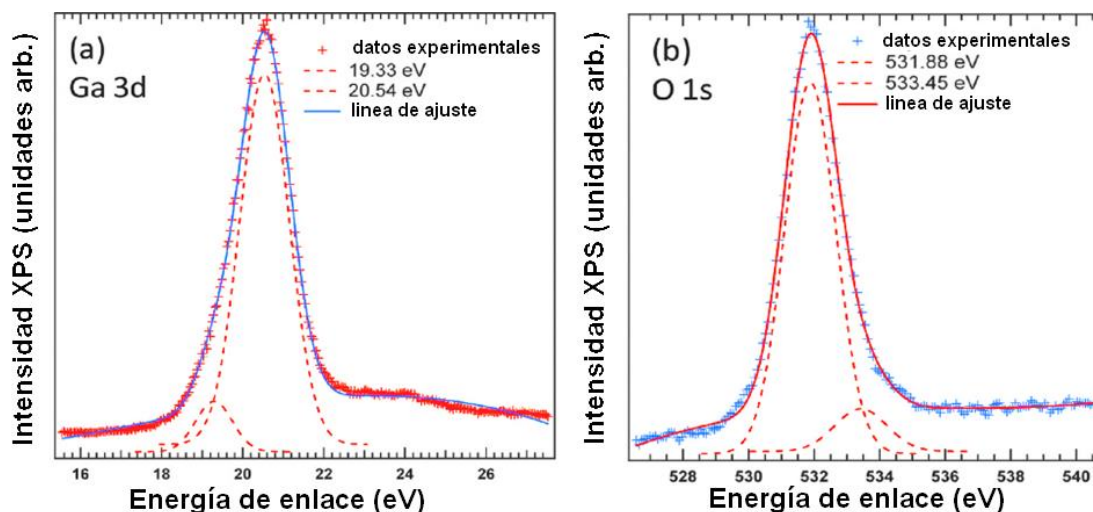 (a)
Ga 3d
datos experimentales
19.33 eV
20.54 eV
linea de ajuste
Intensidad XPS (unidades arb.)
16 18 20 22 24 26
Energía de enlace (eV)
(b)
O 1s
datos experimentales
531.88 eV
533.45 eV
linea de ajuste
Intensidad XPS (unidades arb.)
528 530 532 534 536 538 540
Energía de enlace (eV)